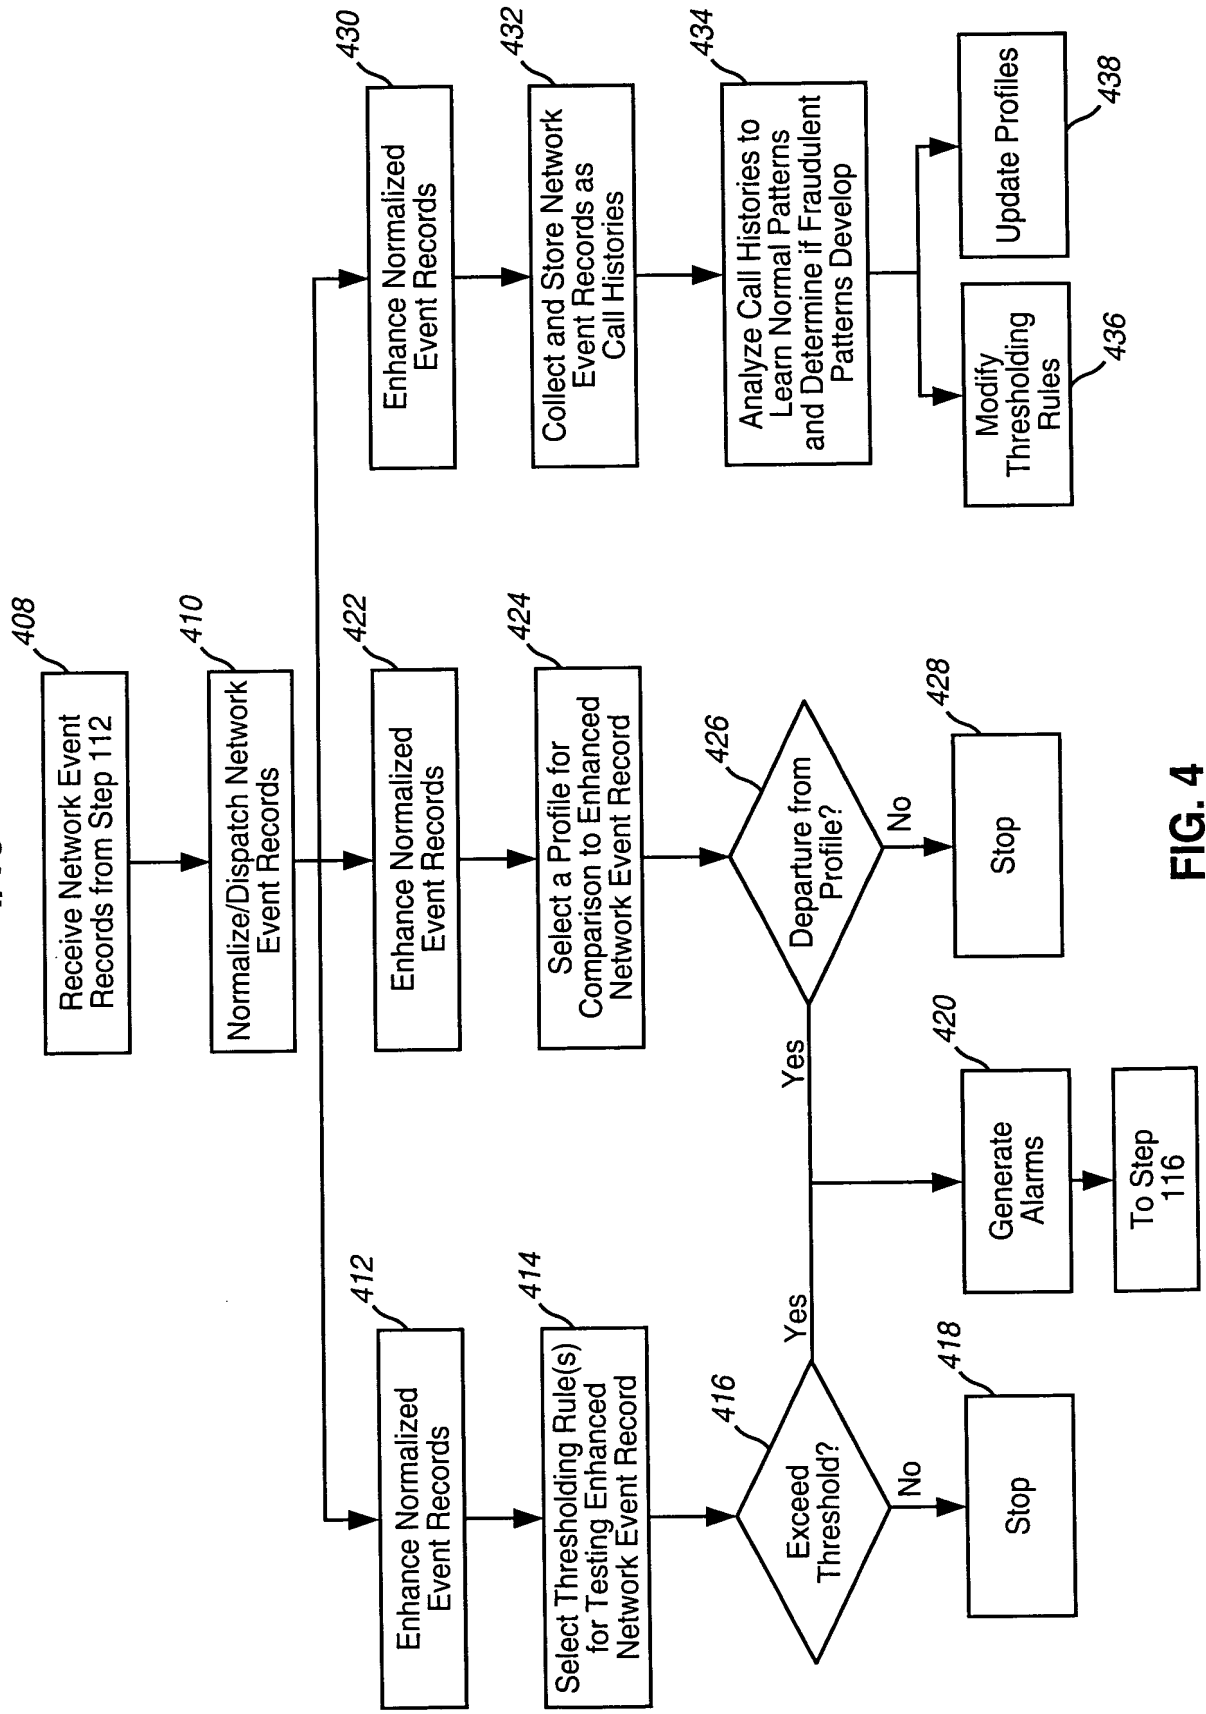 408
Receive Network Event
Records from Step 112
410
Normalize/Dispatch Network
Event Records
412
Enhance Normalized
Event Records
414
Select Thresholding Rule(s)
for Testing Enhanced
Network Event Record
416
Exceed
Threshold?
Yes
No
418
Stop
422
Enhance Normalized
Event Records
424
Select a Profile for
Comparison to Enhanced
Network Event Record
426
Departure from
Profile?
Yes
No
428
Stop
420
Generate
Alarms
To Step
116
430
Enhance Normalized
Event Records
432
Collect and Store Network
Event Records as
Call Histories
434
Analyze Call Histories to
Learn Normal Patterns
and Determine if Fraudulent
Patterns Develop
Modify
Thresholding
Rules
436
Update Profiles
438
FIG. 4